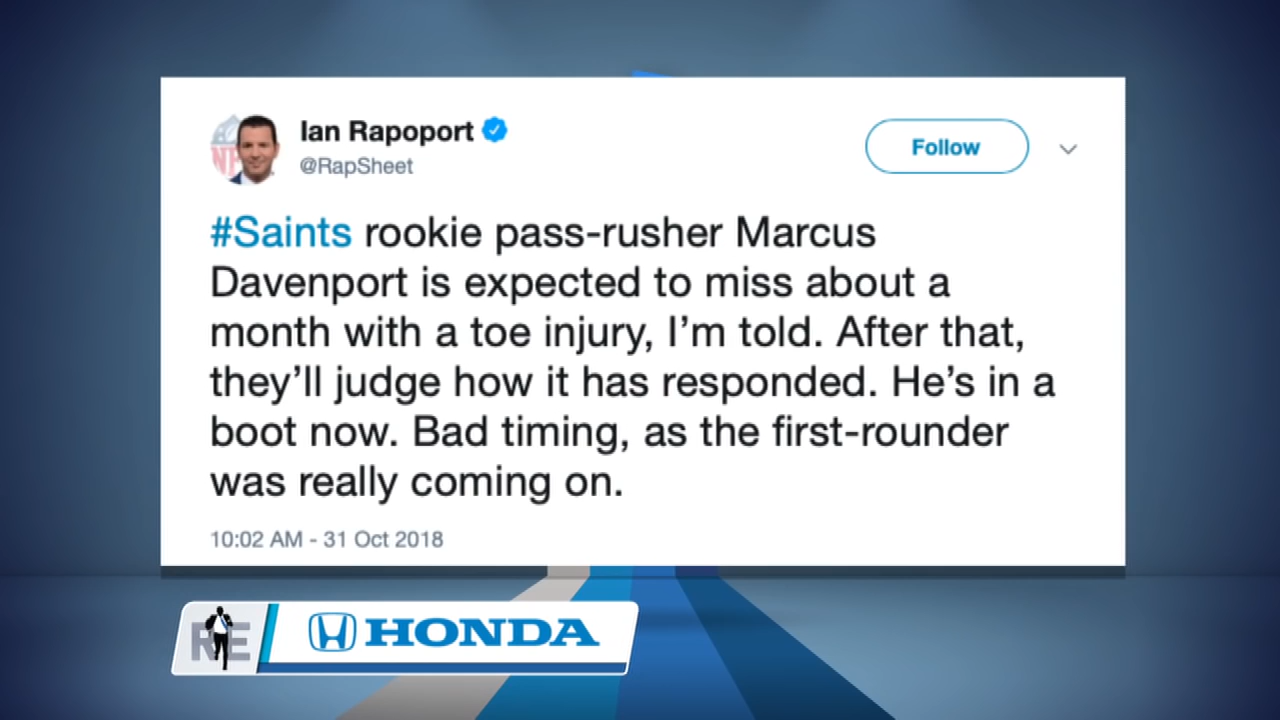 Ian Rapoport
@RapSheet
Follow
#Saints rookie pass-rusher Marcus
Davenport is expected to miss about a
month with a toe injury, I'm told. After that,
they'll judge how it has responded. He's in a
boot now. Bad timing, as the first-rounder
was really coming on.
10:02 AM - 31 Oct 2018
RE
HONDA